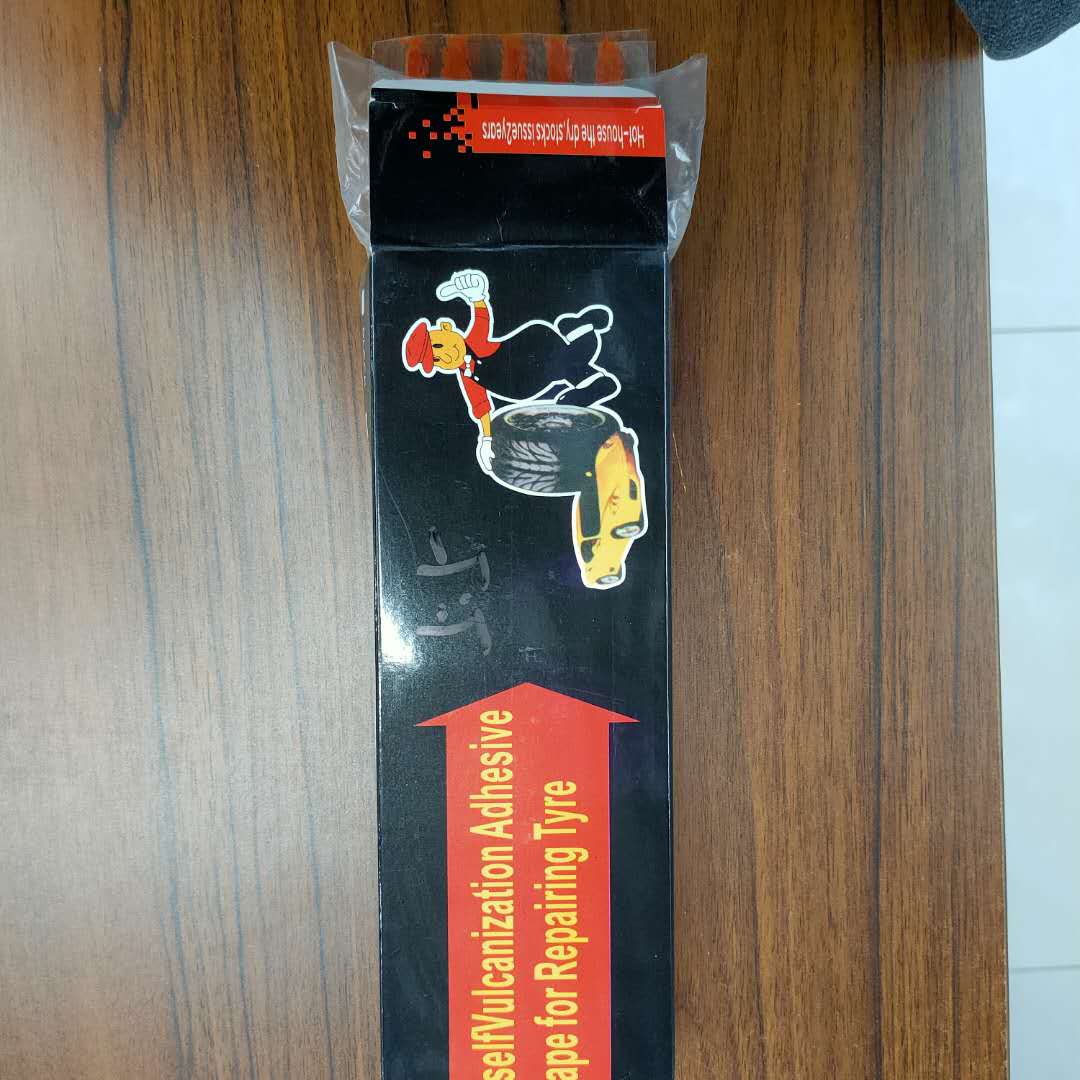 Hot-house the dry,stocks issue2years
selfVulcanization Adhesive
ape for Repairing Tyre